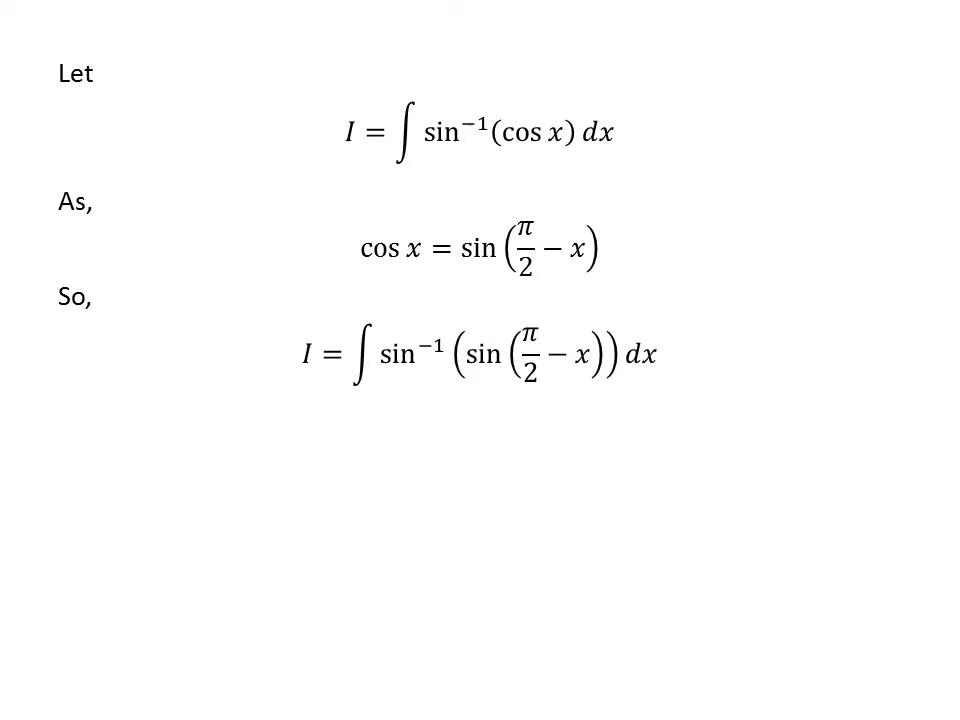 Let
I = ∫ sin⁻¹(cos x) dx
As,
cos x = sin (π/2 − x)
So,
I = ∫ sin⁻¹ (sin (π/2 − x)) dx